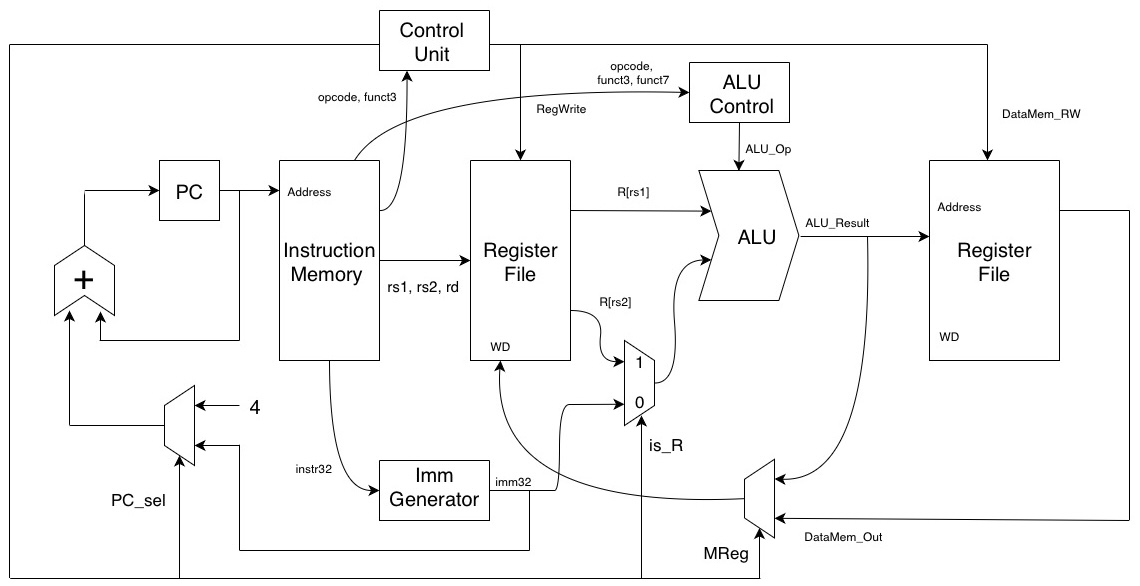 Control
Unit
opcode,
funct3, funct7
ALU
Control
opcode, funct3
RegWrite
DataMem_RW
ALU_Op
PC
Address
R[rs1]
Address
ALU_Result
Instruction
Memory
Register
File
ALU
Register
File
+
rs1, rs2, rd
R[rs2]
WD
WD
1
0
4
is_R
instr32
Imm
Generator
imm32
PC_sel
DataMem_Out
MReg